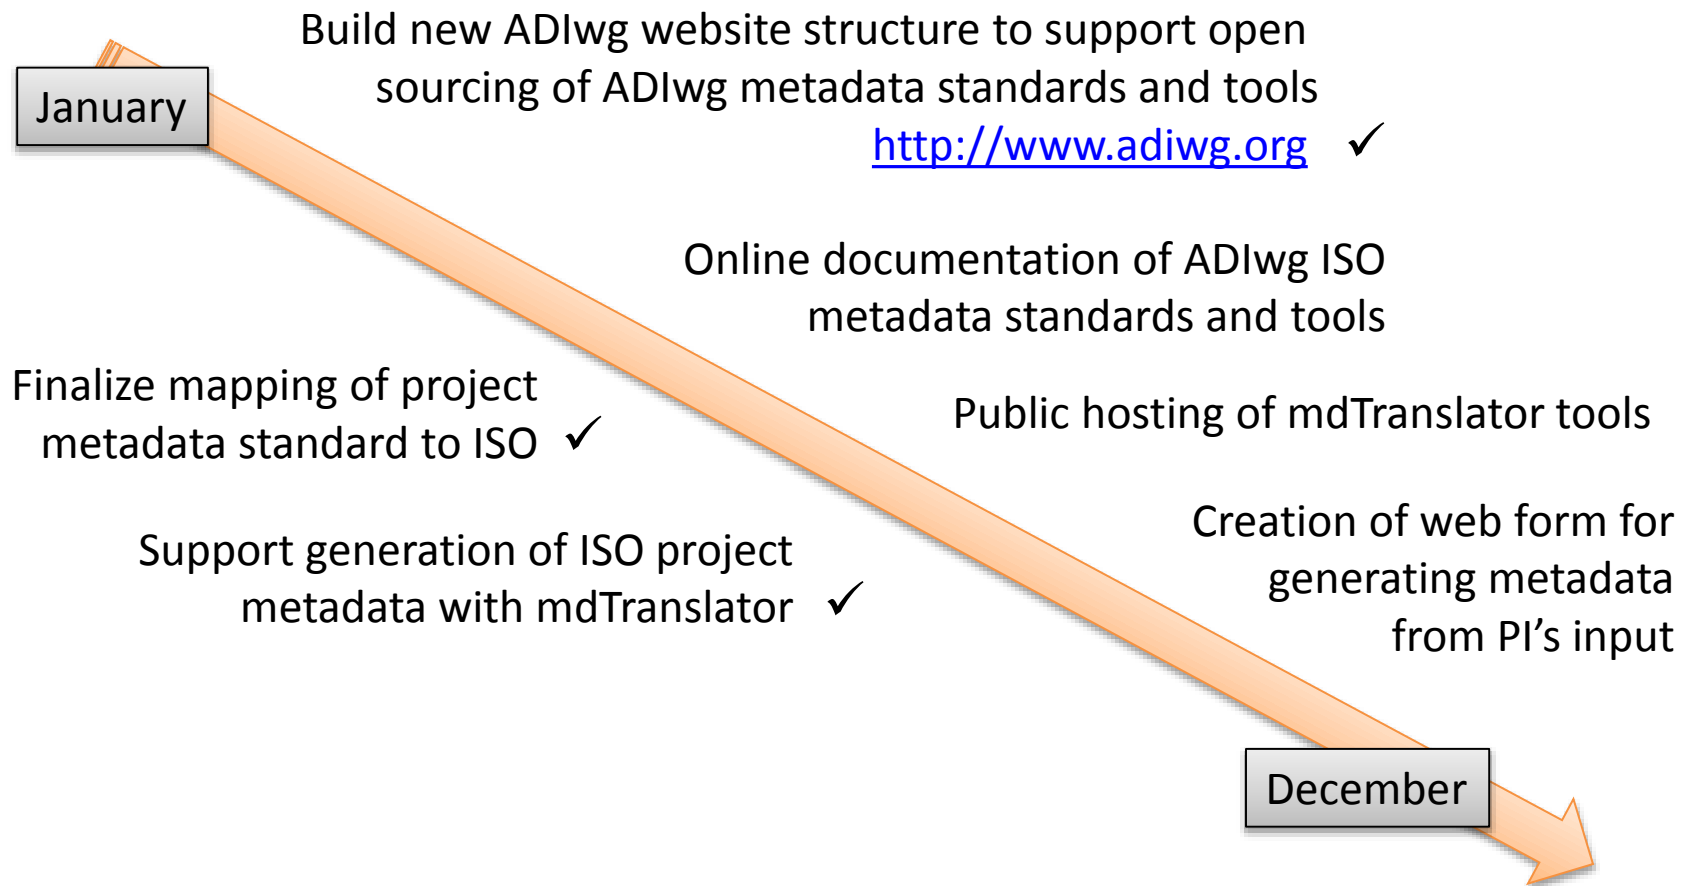 January
Build new ADIwg website structure to support open
sourcing of ADIwg metadata standards and tools
http://www.adiwg.org ✓
Online documentation of ADIwg ISO
metadata standards and tools
Finalize mapping of project
metadata standard to ISO ✓
Public hosting of mdTranslator tools
Support generation of ISO project
metadata with mdTranslator ✓
Creation of web form for
generating metadata
from PI’s input
December